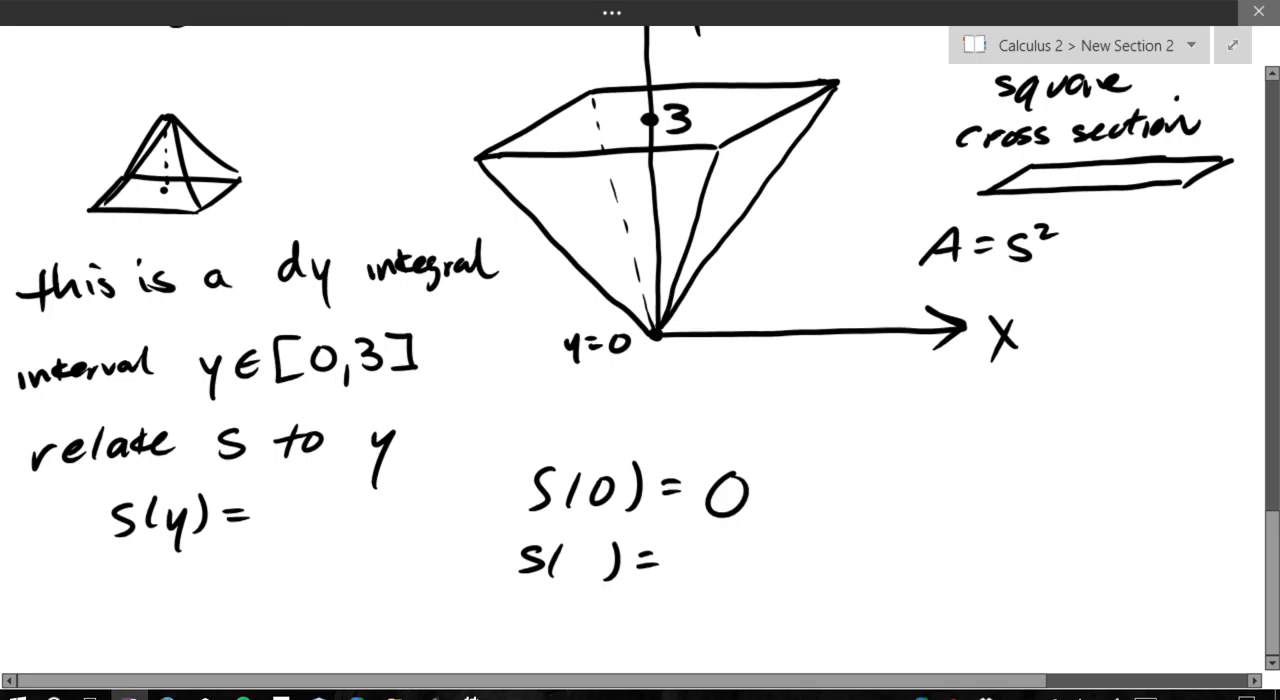 Calculus 2 > New Section 2
square
cross section
3
A = s²
this is a dy integral
y=0
X
interval y ∈ [0,3]
relate s to y
s(y) =
S(0) = 0
s( ) =